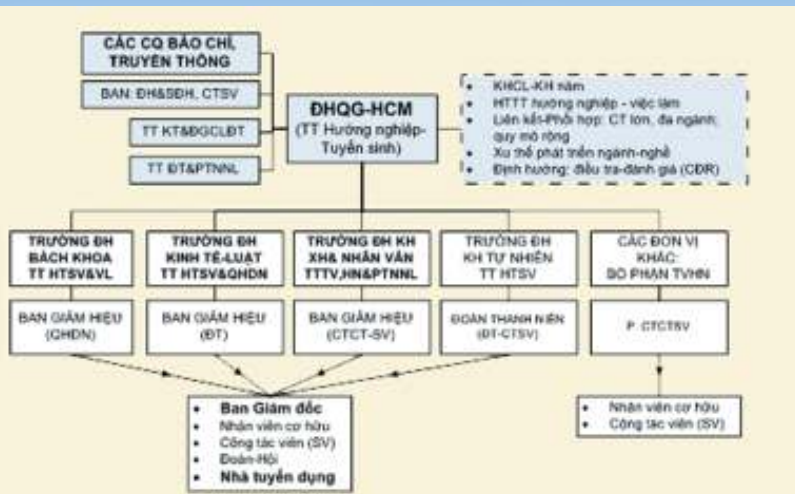 CÁC CQ BÁO CHÍ,
TRUYỀN THÔNG
BAN: ĐH&SĐH, CTSV
TT KT&ĐGCLĐT
TT ĐT&PTNNL
ĐHQG-HCM
(TT Hướng nghiệp-
Tuyển sinh)
• KHCL-KH năm
• HTTT hướng nghiệp - việc làm
• Liên kết-Phối hợp: CT lớn, đa ngành;
quy mô rộng
• Xu thế phát triển ngành-nghề
• Định hướng: điều tra-đánh giá (CĐR)
TRƯỜNG ĐH
BÁCH KHOA
TT HTSV&VL
TRƯỜNG ĐH
KINH TẾ-LUẬT
TT HTSV&QHDN
TRƯỜNG ĐH KH
XH& NHÂN VĂN
TTTV,HN&PTNNL
TRƯỜNG ĐH
KH TỰ NHIÊN
TT HTSV
CÁC ĐƠN VỊ
KHÁC:
BỘ PHẬN TVHN
BAN GIÁM HIỆU
(QHDN)
BAN GIÁM HIỆU
(ĐT)
BAN GIÁM HIỆU
(CTCT-SV)
ĐOÀN THANH NIÊN
(ĐT-CTSV)
P. CTCTSV
• Ban Giám đốc
• Nhân viên cơ hữu
• Cộng tác viên (SV)
• Đoàn-Hội
• Nhà tuyển dụng
• Nhân viên cơ hữu
• Cộng tác viên (SV)